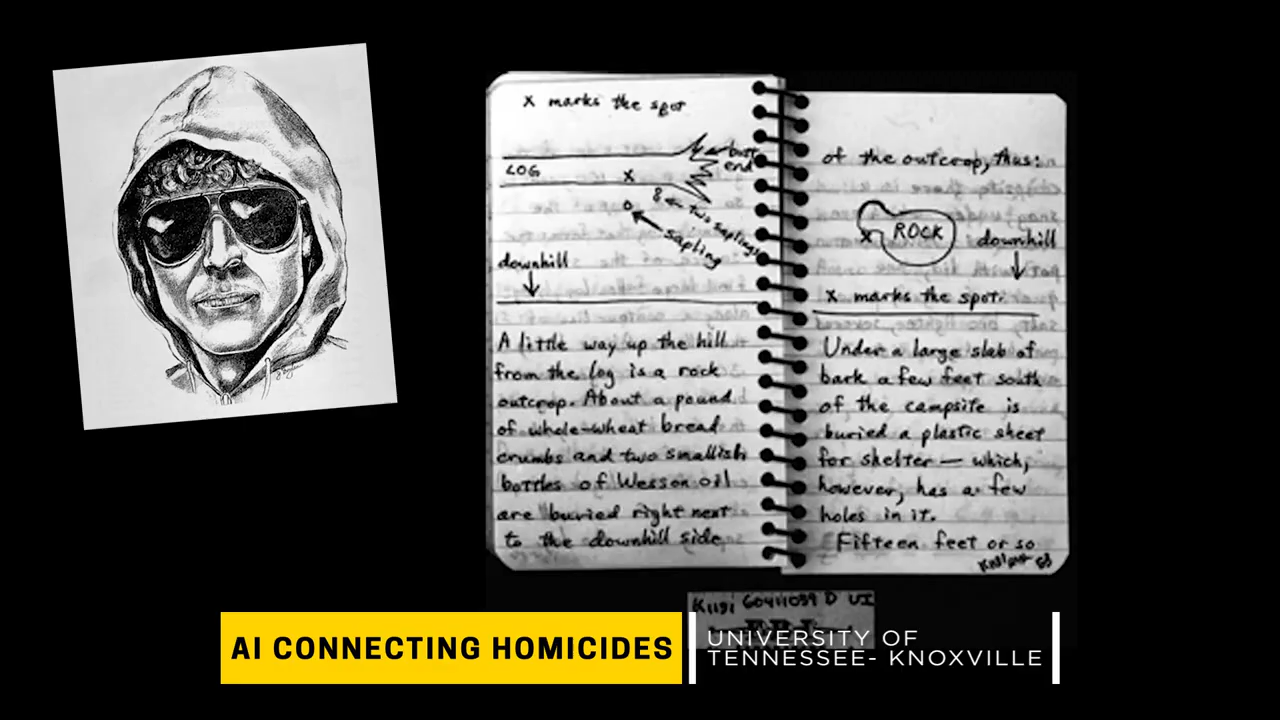 x marks the spot
butt
end
LOG
x
two saplings
sapling
downhill
A little way up the hill
from the log is a rock
outcrop. About a pound
of whole-wheat bread
crumbs and two smallish
bottles of Wesson oil
are buried right next
to the downhill side
of the outcrop, thus:
x ROCK
downhill
x marks the spot.
Under a large slab of
bark a few feet south
of the campsite is
buried a plastic sheet
for shelter — which,
however, has a few
holes in it.
Fifteen feet or so
AI CONNECTING HOMICIDES
UNIVERSITY OF
TENNESSEE- KNOXVILLE